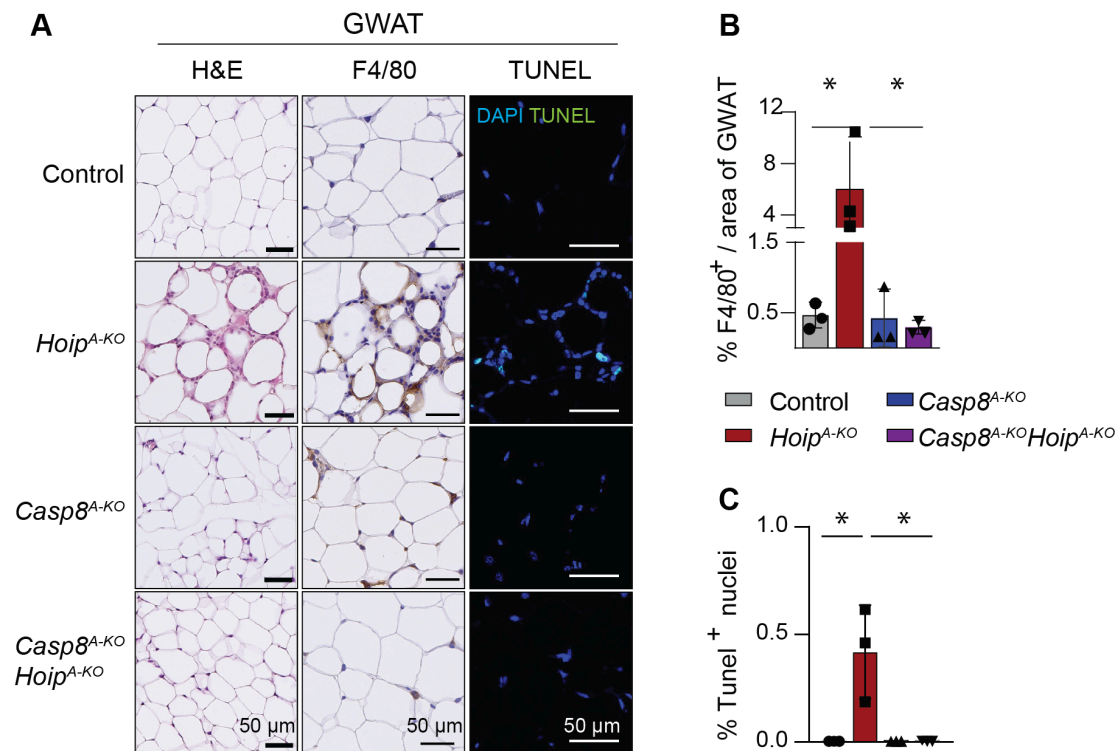 A
GWAT
H&E F4/80 TUNEL
DAPI TUNEL
Control
Hoip^A-KO
Casp8^A-KO
Casp8^A-KO
Hoip^A-KO
50 µm 50 µm 50 µm
B
* *
% F4/80+ / area of GWAT
12
8
4
1.5
0.5
Control Casp8^A-KO
Hoip^A-KO Casp8^A-KO Hoip^A-KO
C
* *
% Tunel+ nuclei
1.0
0.5
0.0